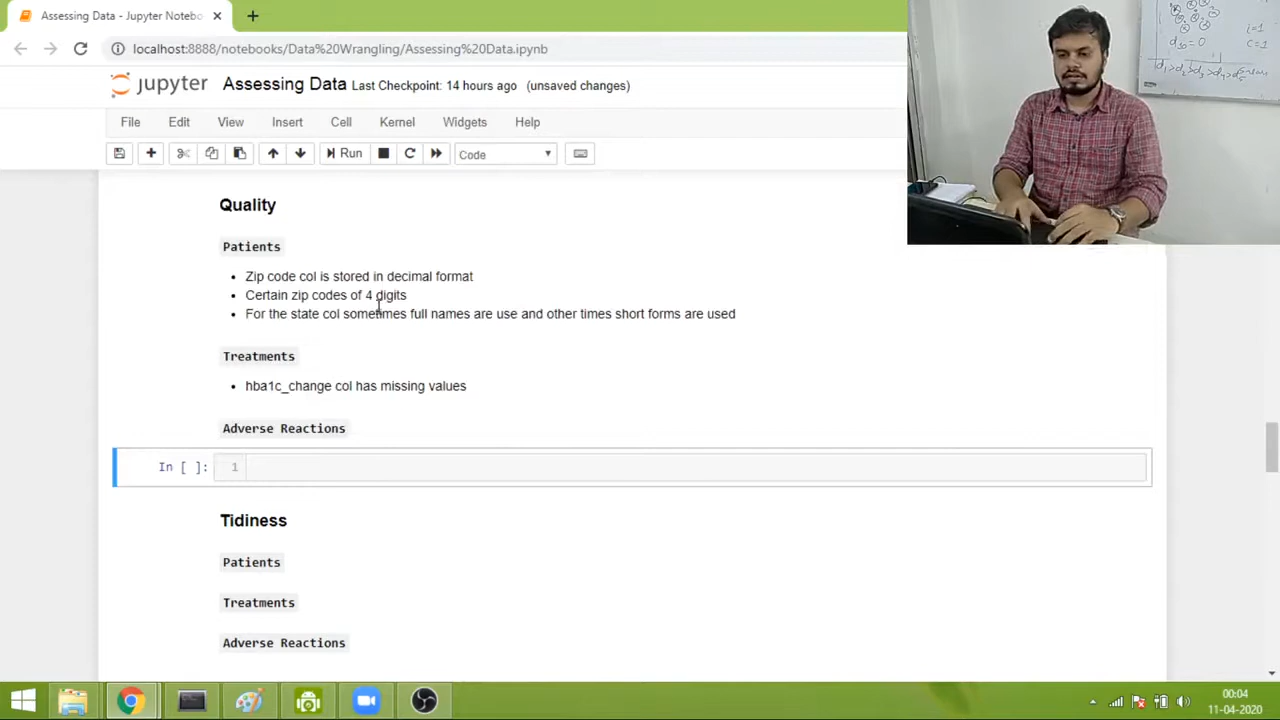 Assessing Data - Jupyter Notebo
localhost:8888/notebooks/Data%20Wrangling/Assessing%20Data.ipynb
jupyter Assessing Data Last Checkpoint: 14 hours ago (unsaved changes)
File Edit View Insert Cell Kernel Widgets Help
Run Code
Quality
Patients
Zip code col is stored in decimal format
Certain zip codes of 4 digits
For the state col sometimes full names are use and other times short forms are used
Treatments
hba1c_change col has missing values
Adverse Reactions
In [ ]: 1
Tidiness
Patients
Treatments
Adverse Reactions
00:04
11-04-2020